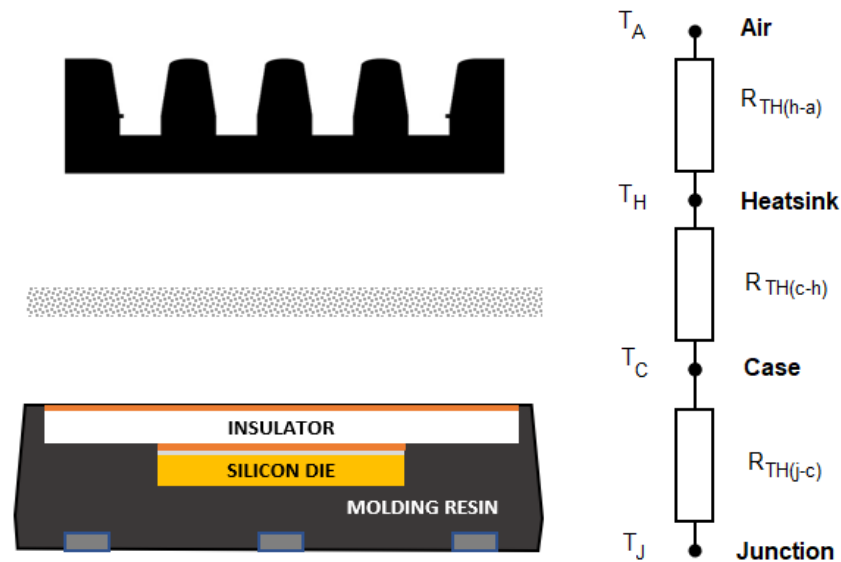 T_A Air
R_TH(h-a)
T_H Heatsink
R_TH(c-h)
T_C Case
INSULATOR
SILICON DIE
R_TH(j-c)
MOLDING RESIN
T_J Junction